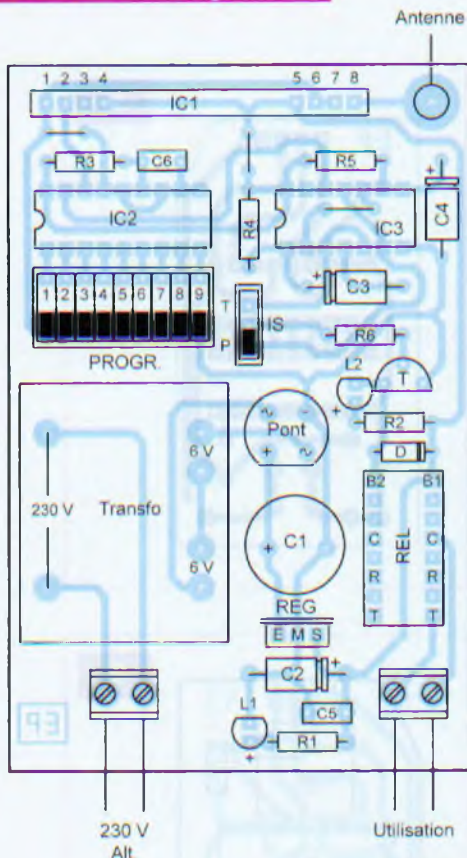 Antenne
1 2 3 4
5 6 7 8
IC1
R3
C6
R5
C4
+
IC2
R4
IC3
1 2 3 4 5 6 7 8 9
T
IS
P
+
C3
PROGR.
R6
L2
T
+
R2
D
6 V
~ -
Pont
+ ~
230 V
Transfo
6 V
+
C1
B2 B1
C C
REL
R R
T T
REG
E M S
C2
+
L1
C5
+
R1
230 V
Alt.
Utilisation